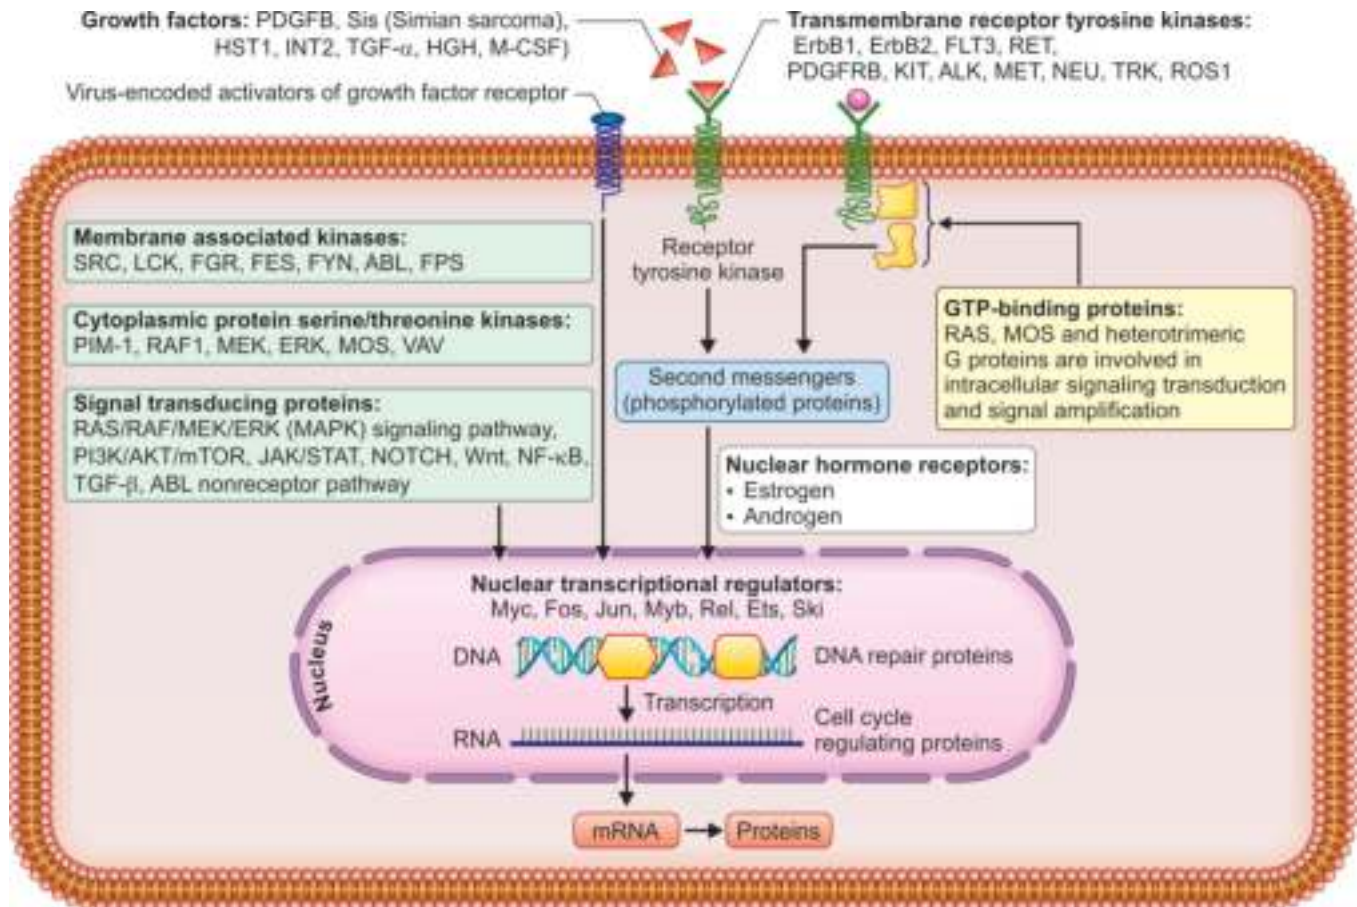 Growth factors: PDGFB, Sis (Simian sarcoma),
HST1, INT2, TGF-α, HGH, M-CSF)
Virus-encoded activators of growth factor receptor
Transmembrane receptor tyrosine kinases:
ErbB1, ErbB2, FLT3, RET,
PDGFRB, KIT, ALK, MET, NEU, TRK, ROS1
Membrane associated kinases:
SRC, LCK, FGR, FES, FYN, ABL, FPS
Cytoplasmic protein serine/threonine kinases:
PIM-1, RAF1, MEK, ERK, MOS, VAV
Signal transducing proteins:
RAS/RAF/MEK/ERK (MAPK) signaling pathway,
PI3K/AKT/mTOR, JAK/STAT, NOTCH, Wnt, NF-κB,
TGF-β, ABL nonreceptor pathway
Receptor
tyrosine kinase
Second messengers
(phosphorylated proteins)
GTP-binding proteins:
RAS, MOS and heterotrimeric
G proteins are involved in
intracellular signaling transduction
and signal amplification
Nuclear hormone receptors:
• Estrogen
• Androgen
Nucleus
Nuclear transcriptional regulators:
Myc, Fos, Jun, Myb, Rel, Ets, Ski
DNA
DNA repair proteins
Transcription
RNA
Cell cycle
regulating proteins
mRNA
Proteins